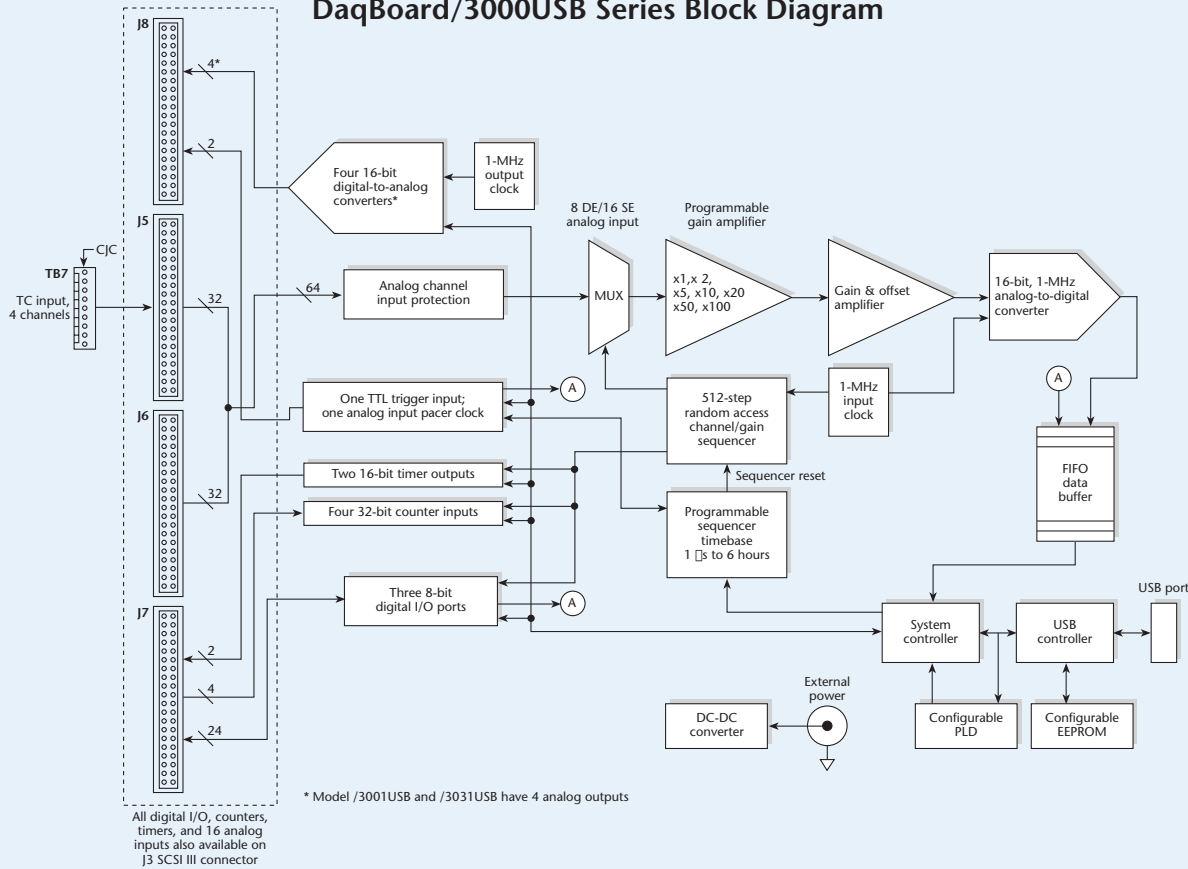 DaqBoard/3000USB Series Block Diagram
J8
4*
2
J5
CJC
TB7
TC input,
4 channels
32
J6
32
J7
2
4
24
Four 16-bit
digital-to-analog
converters*
1-MHz
output
clock
64
Analog channel
input protection
8 DE/16 SE
analog input
MUX
Programmable
gain amplifier
x1,x 2,
x5, x10, x20
x50, x100
Gain & offset
amplifier
16-bit, 1-MHz
analog-to-digital
converter
One TTL trigger input;
one analog input pacer clock
A
512-step
random access
channel/gain
sequencer
1-MHz
input
clock
A
FIFO
data
buffer
Two 16-bit timer outputs
Four 32-bit counter inputs
Sequencer reset
Programmable
sequencer
timebase
1 □s to 6 hours
Three 8-bit
digital I/O ports
A
System
controller
USB
controller
USB port
DC-DC
converter
External
power
Configurable
PLD
Configurable
EEPROM
* Model /3001USB and /3031USB have 4 analog outputs
All digital I/O, counters,
timers, and 16 analog
inputs also available on
J3 SCSI III connector